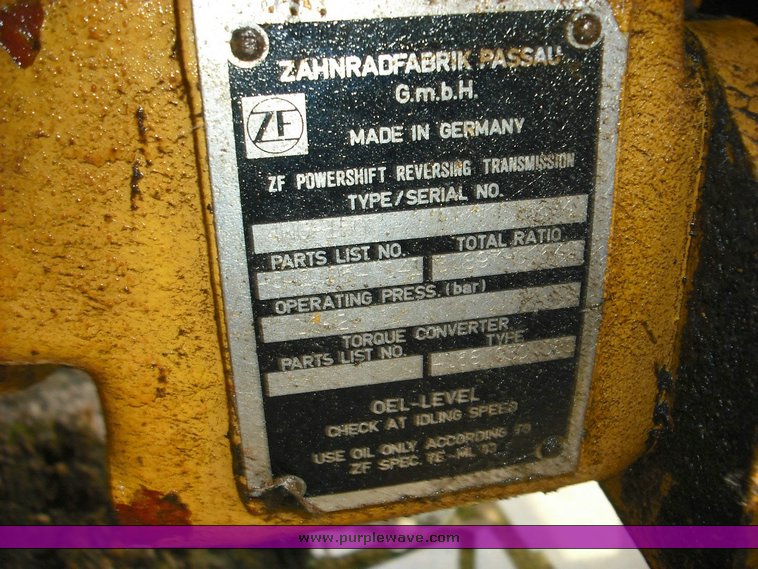 ZAHNRADFABRIK PASSAU
G.m.b.H.
ZF
MADE IN GERMANY
ZF POWERSHIFT REVERSING TRANSMISSION
TYPE/SERIAL NO.
PARTS LIST NO. TOTAL RATIO
OPERATING PRESS. (bar)
TORQUE CONVERTER
PARTS LIST NO. TYPE
OEL-LEVEL
CHECK AT IDLING SPEED
USE OIL ONLY ACCORDING TO
ZF SPEC. TE-ML
www.purplewave.com